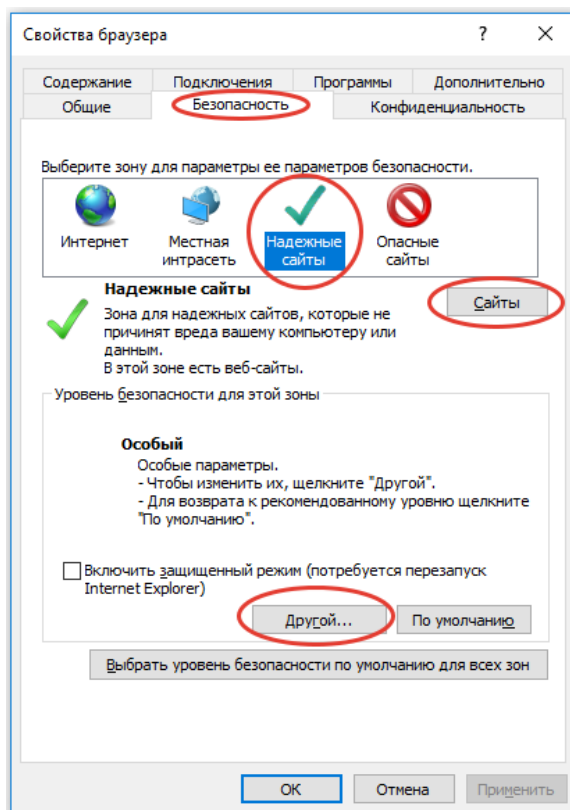 Свойства браузера ? ×
Содержание Подключения Программы Дополнительно
Общие Безопасность Конфиденциальность
Выберите зону для параметры ее параметров безопасности.
Интернет Местная интрасеть Надежные сайты Опасные сайты
Надежные сайты
Сайты
Зона для надежных сайтов, которые не
причинят вреда вашему компьютеру или
данным.
В этой зоне есть веб-сайты.
Уровень безопасности для этой зоны
Особый
Особые параметры.
- Чтобы изменить их, щелкните "Другой".
- Для возврата к рекомендованному уровню щелкните
"По умолчанию".
Включить защищенный режим (потребуется перезапуск
Internet Explorer)
Другой... По умолчанию
Выбрать уровень безопасности по умолчанию для всех зон
ОК Отмена Применить